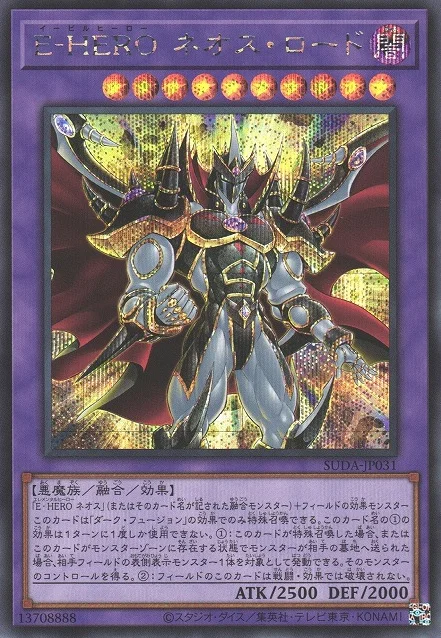 イービルヒーロー
E-HERO ネオス・ロード 闇
SUDA-JP031
【悪魔族/融合/効果】
「E・HERO ネオス」(またはそのカード名が記された融合モンスター)+フィールドの効果モンスター
このカードは「ダーク・フュージョン」の効果でのみ特殊召喚できる。このカード名の①の
効果は1ターンに1度しか使用できない。①:このカードが特殊召喚した場合、または
このカードがモンスターゾーンに存在する状態でモンスターが相手の墓地へ送られた
場合、相手フィールドの表側表示モンスター1体を対象として発動できる。そのモンスター
のコントロールを得る。②:フィールドのこのカードは戦闘・効果では破壊されない。
ATK/2500 DEF/2000
13708888 ©スタジオ・ダイス/集英社・テレビ東京・KONAMI